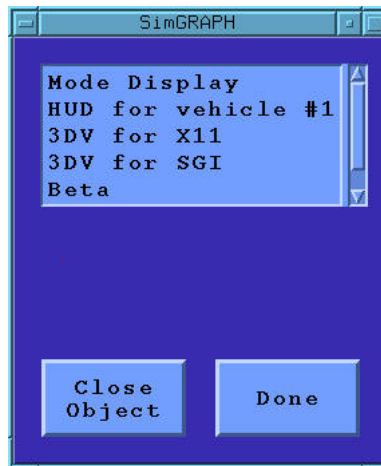 SimGRAPH
Mode Display
HUD for vehicle #1
3DV for X11
3DV for SGI
Beta
Close
Object
Done